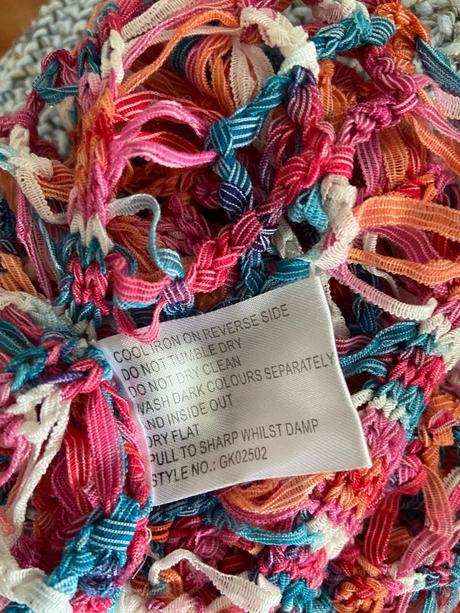 COOL IRON ON REVERSE SIDE
DO NOT TUMBLE DRY
DO NOT DRY CLEAN
WASH DARK COLOURS SEPARATELY
AND INSIDE OUT
DRY FLAT
PULL TO SHARP WHILST DAMP
STYLE NO.: GK02502